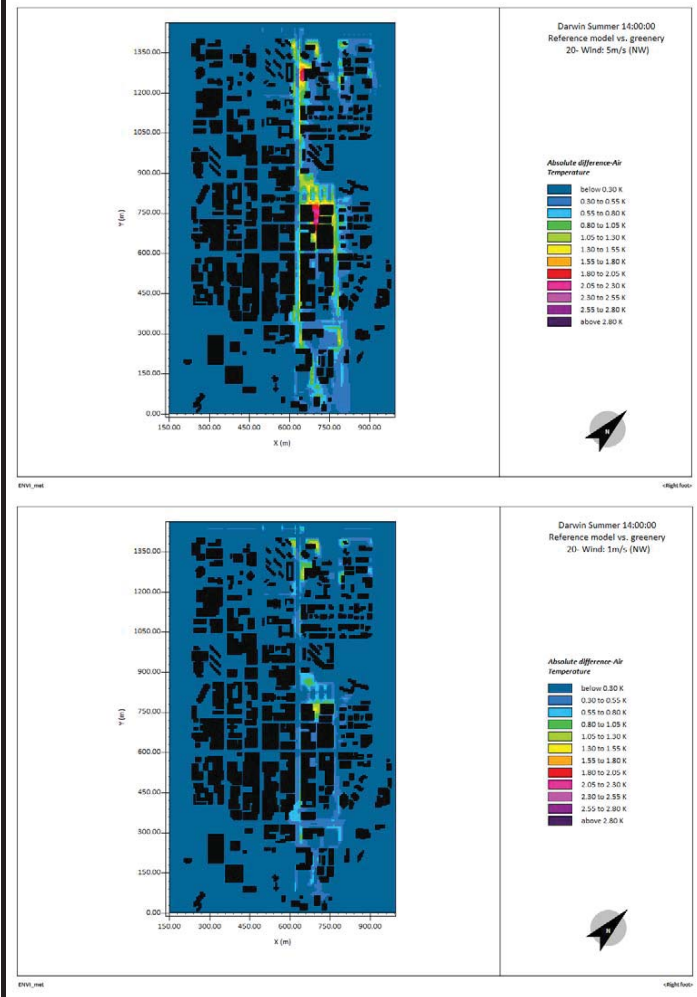 Darwin Summer 14:00:00
Reference model vs. greenery
20- Wind: 5m/s (NW)
1350.00
1200.00
1050.00
900.00
750.00
600.00
450.00
300.00
150.00
0.00
Y (m)
150.00 300.00 450.00 600.00 750.00 900.00
X (m)
Absolute difference-Air
Temperature
below 0.30 K
0.30 to 0.55 K
0.55 to 0.80 K
0.80 to 1.05 K
1.05 to 1.30 K
1.30 to 1.55 K
1.55 to 1.80 K
1.80 to 2.05 K
2.05 to 2.30 K
2.30 to 2.55 K
2.55 to 2.80 K
above 2.80 K
N
ENVI_met
<Right foot>
Darwin Summer 14:00:00
Reference model vs. greenery
20- Wind: 1m/s (NW)
1350.00
1200.00
1050.00
900.00
750.00
600.00
450.00
300.00
150.00
0.00
Y (m)
150.00 300.00 450.00 600.00 750.00 900.00
X (m)
Absolute difference-Air
Temperature
below 0.30 K
0.30 to 0.55 K
0.55 to 0.80 K
0.80 to 1.05 K
1.05 to 1.30 K
1.30 to 1.55 K
1.55 to 1.80 K
1.80 to 2.05 K
2.05 to 2.30 K
2.30 to 2.55 K
2.55 to 2.80 K
above 2.80 K
N
ENVI_met
<Right foot>